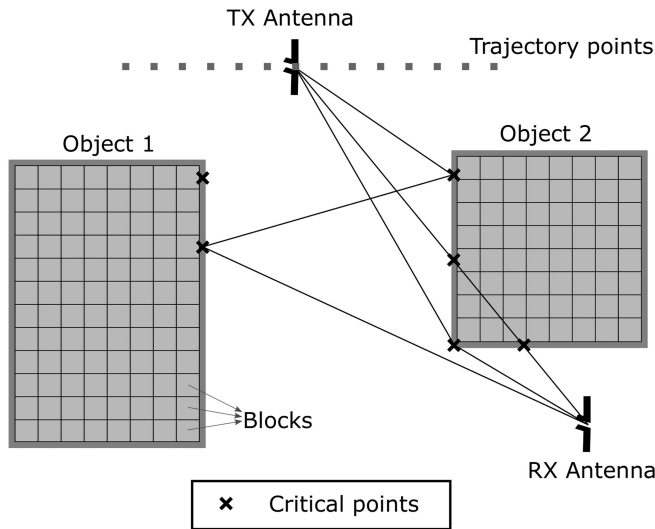 TX Antenna
Trajectory points
Object 1
Object 2
Blocks
RX Antenna
Critical points